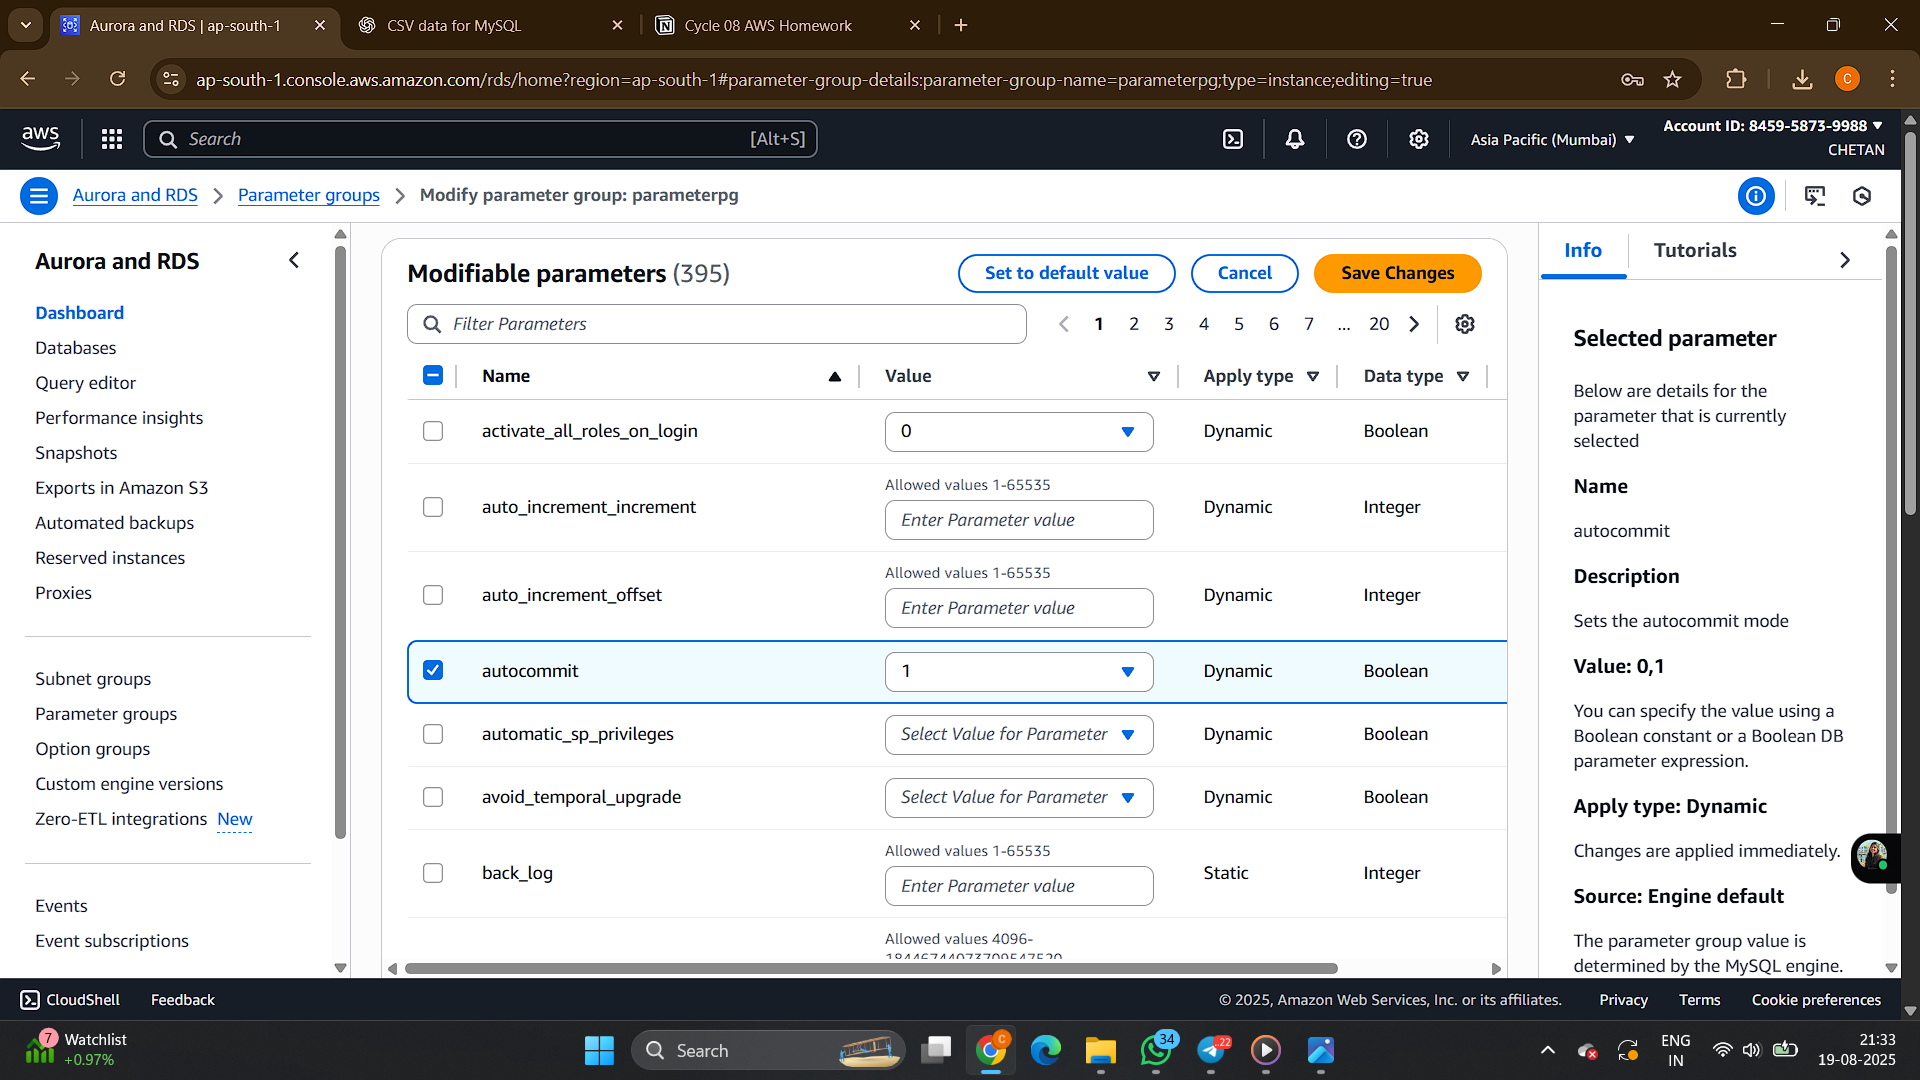 Aurora and RDS | ap-south-1
CSV data for MySQL
Cycle 08 AWS Homework
ap-south-1.console.aws.amazon.com/rds/home?region=ap-south-1#parameter-group-details:parameter-group-name=parameterpg;type=instance;editing=true
C
aws
Search
[Alt+S]
Asia Pacific (Mumbai)
Account ID: 8459-5873-9988
CHETAN
Aurora and RDS
Parameter groups
Modify parameter group: parameterpg
Aurora and RDS
Dashboard
Databases
Query editor
Performance insights
Snapshots
Exports in Amazon S3
Automated backups
Reserved instances
Proxies
Subnet groups
Parameter groups
Option groups
Custom engine versions
Zero-ETL integrations New
Events
Event subscriptions
Modifiable parameters (395)
Set to default value
Cancel
Save Changes
Filter Parameters
1 2 3 4 5 6 7 ... 20
Name Value Apply type Data type
activate_all_roles_on_login 0 Dynamic Boolean
Allowed values 1-65535
auto_increment_increment Enter Parameter value Dynamic Integer
Allowed values 1-65535
auto_increment_offset Enter Parameter value Dynamic Integer
autocommit 1 Dynamic Boolean
automatic_sp_privileges Select Value for Parameter Dynamic Boolean
avoid_temporal_upgrade Select Value for Parameter Dynamic Boolean
Allowed values 1-65535
back_log Enter Parameter value Static Integer
Allowed values 4096-
18446744073709547520
Info
Tutorials
Selected parameter
Below are details for the
parameter that is currently
selected
Name
autocommit
Description
Sets the autocommit mode
Value: 0,1
You can specify the value using a
Boolean constant or a Boolean DB
parameter expression.
Apply type: Dynamic
Changes are applied immediately.
Source: Engine default
The parameter group value is
determined by the MySQL engine.
CloudShell
Feedback
© 2025, Amazon Web Services, Inc. or its affiliates.
Privacy
Terms
Cookie preferences
7
Watchlist
+0.97%
Search
C
34
22
ENG
IN
21:33
19-08-2025